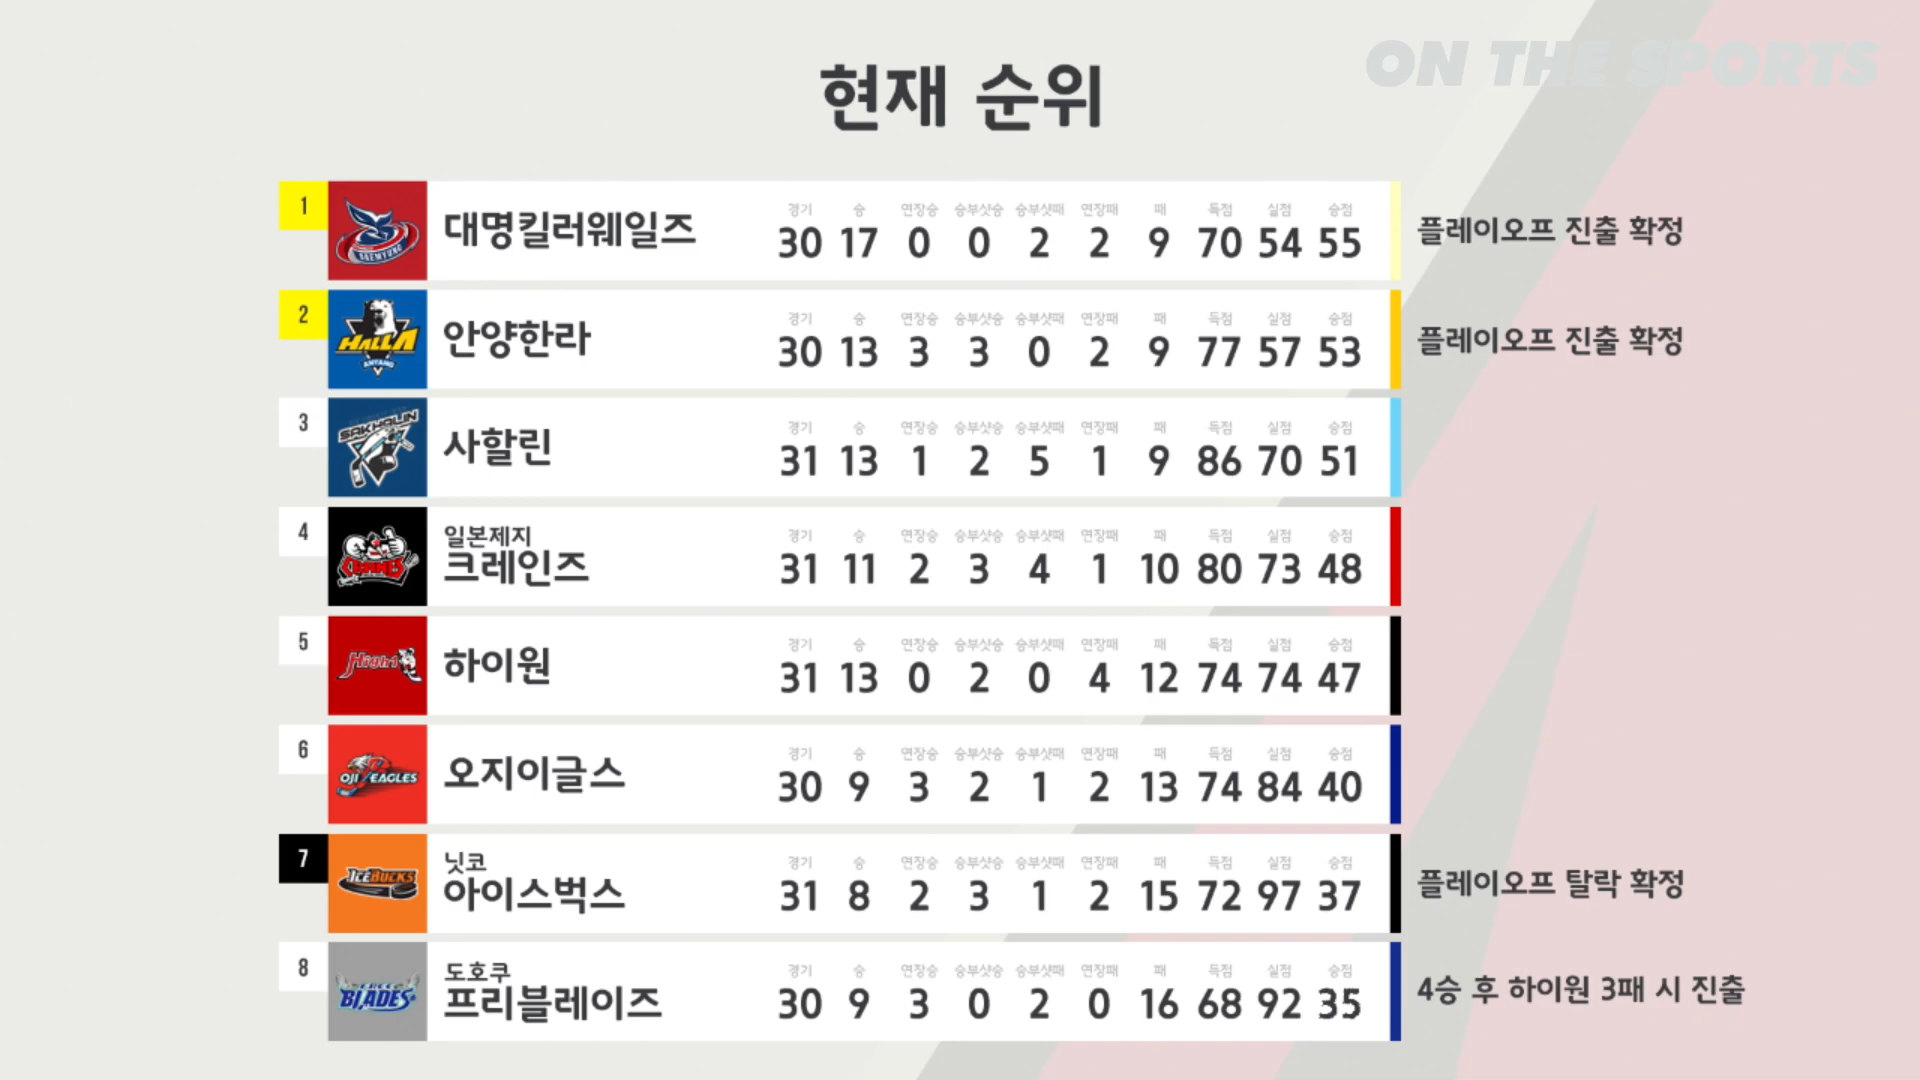 ON THE SPORTS
현재 순위
1 DAEMYUNG 대명킬러웨일즈 경기 승 연장승 승부샷승 승부샷패 연장패 패 득점 실점 승점 플레이오프 진출 확정
30 17 0 0 2 2 9 70 54 55
2 HALLA ANYANG 안양한라 경기 승 연장승 승부샷승 승부샷패 연장패 패 득점 실점 승점 플레이오프 진출 확정
30 13 3 3 0 2 9 77 57 53
3 SAKHALIN 사할린 경기 승 연장승 승부샷승 승부샷패 연장패 패 득점 실점 승점
31 13 1 2 5 1 9 86 70 51
4 CRANES 일본제지 경기 승 연장승 승부샷승 승부샷패 연장패 패 득점 실점 승점
크레인즈 31 11 2 3 4 1 10 80 73 48
5 High1 하이원 경기 승 연장승 승부샷승 승부샷패 연장패 패 득점 실점 승점
31 13 0 2 0 4 12 74 74 47
6 OJI EAGLES 오지이글스 경기 승 연장승 승부샷승 승부샷패 연장패 패 득점 실점 승점
30 9 3 2 1 2 13 74 84 40
7 ICEBUCKS 닛코 경기 승 연장승 승부샷승 승부샷패 연장패 패 득점 실점 승점 플레이오프 탈락 확정
아이스벅스 31 8 2 3 1 2 15 72 97 37
8 FREE BLADES 도호쿠 경기 승 연장승 승부샷승 승부샷패 연장패 패 득점 실점 승점 4승 후 하이원 3패 시 진출
프리블레이즈 30 9 3 0 2 0 16 68 92 35